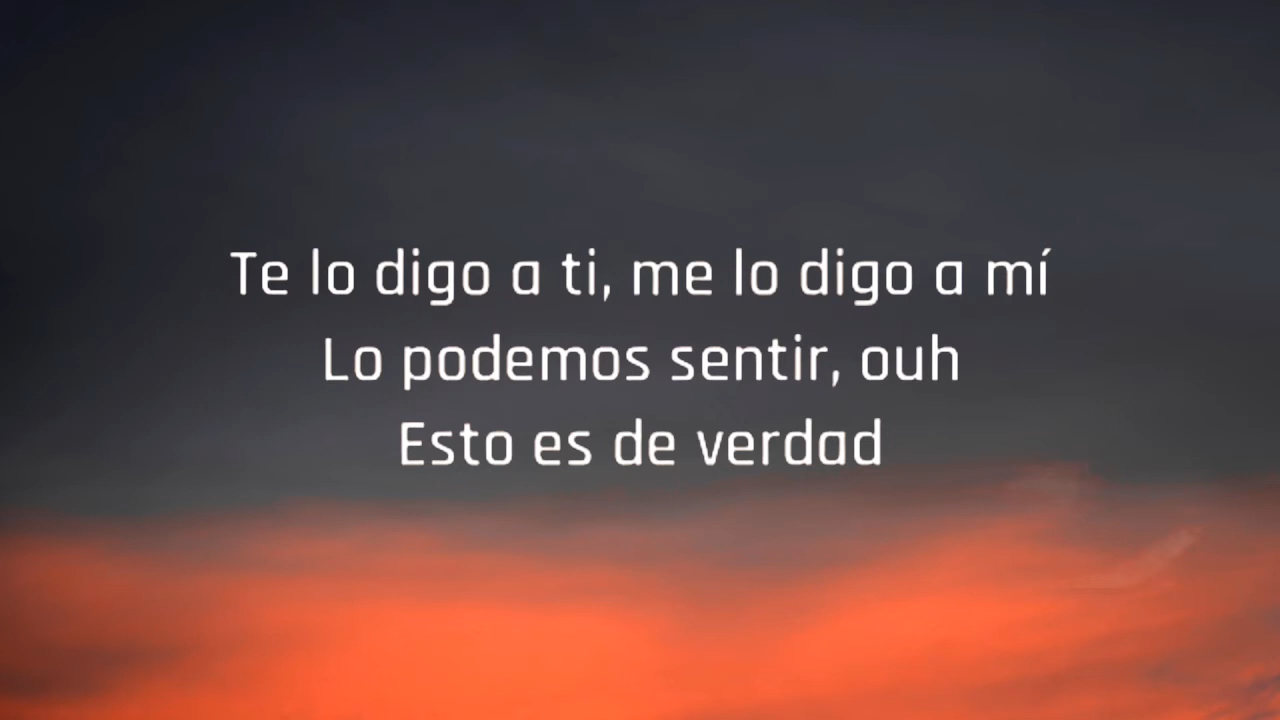 Te lo digo a ti, me lo digo a mí
Lo podemos sentir, ouh
Esto es de verdad